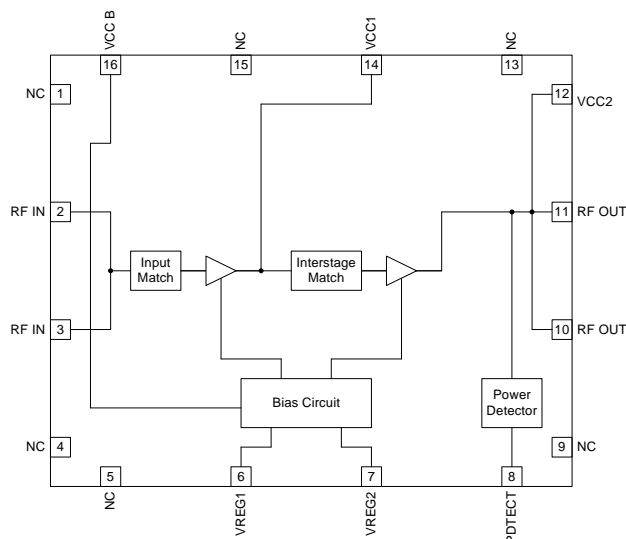 VCC B
NC
VCC1
NC
16
15
14
13
NC
1
12
VCC2
RF IN
2
11
RF OUT
Input
Match
Interstage
Match
RF IN
3
10
RF OUT
Bias Circuit
Power
Detector
NC
4
9
NC
5
6
7
8
NC
VREG1
VREG2
PDTECT